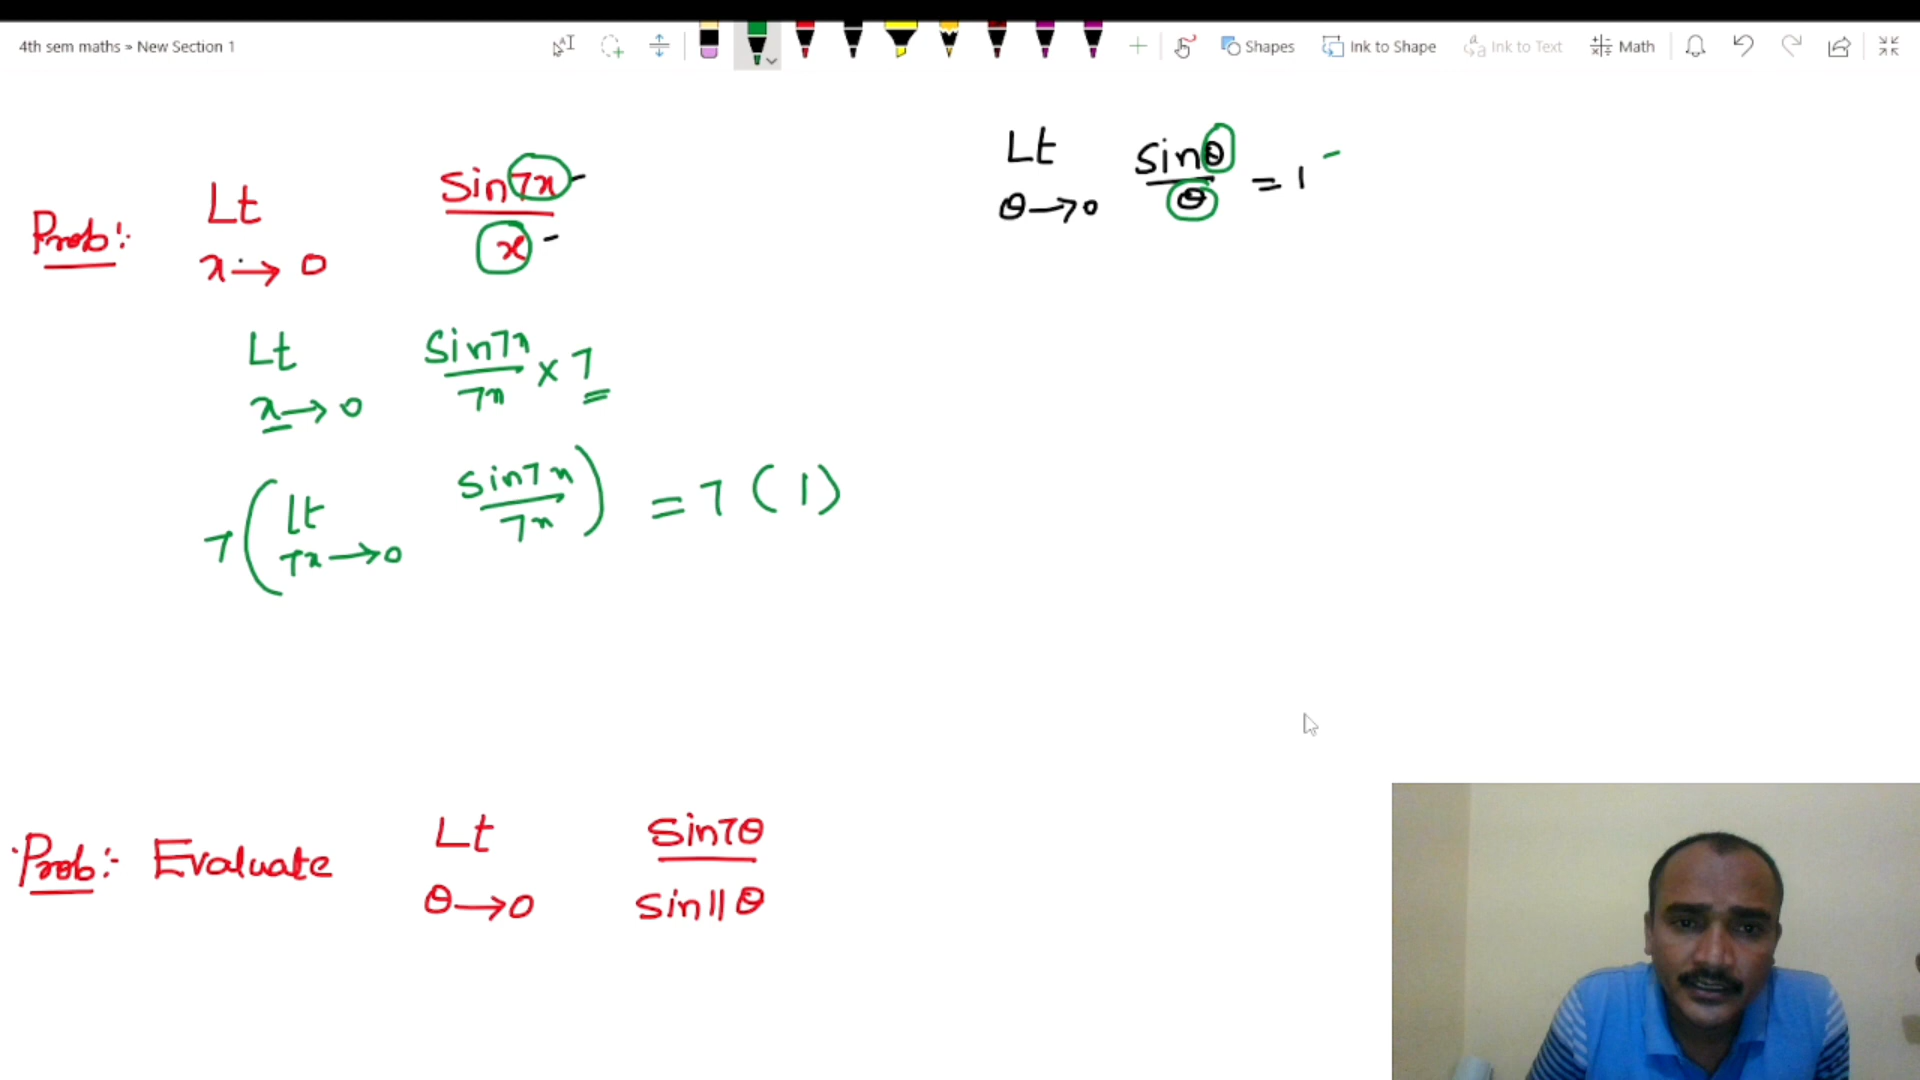 4th sem maths » New Section 1
Shapes Ink to Shape Ink to Text Math
Prob:- Lt x→0 sin7x/x
Lt θ→0 sinθ/θ = 1
Lt x→0 sin7x/7x × 7
7(Lt 7x→0 sin7x/7x) = 7(1)
Prob:- Evaluate Lt θ→0 sin7θ/sin11θ